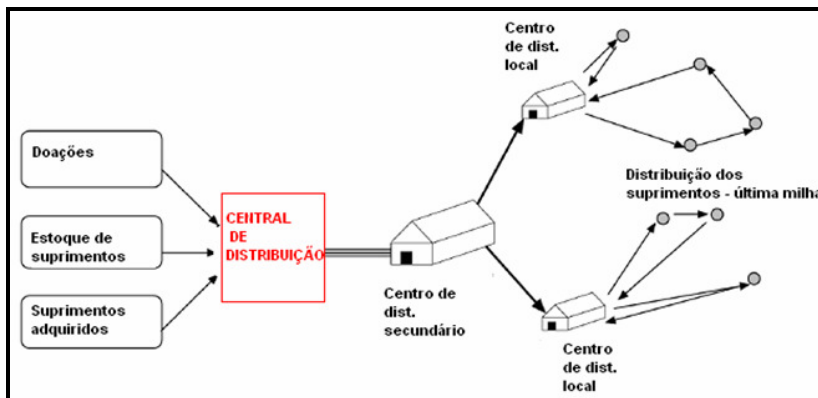 Doações
Estoque de
suprimentos
Suprimentos
adquiridos
CENTRAL
DE
DISTRIBUIÇÃO
Centro de
dist.
secundário
Centro
de dist.
local
Distribuição dos
suprimentos - última milha
Centro
de dist.
local